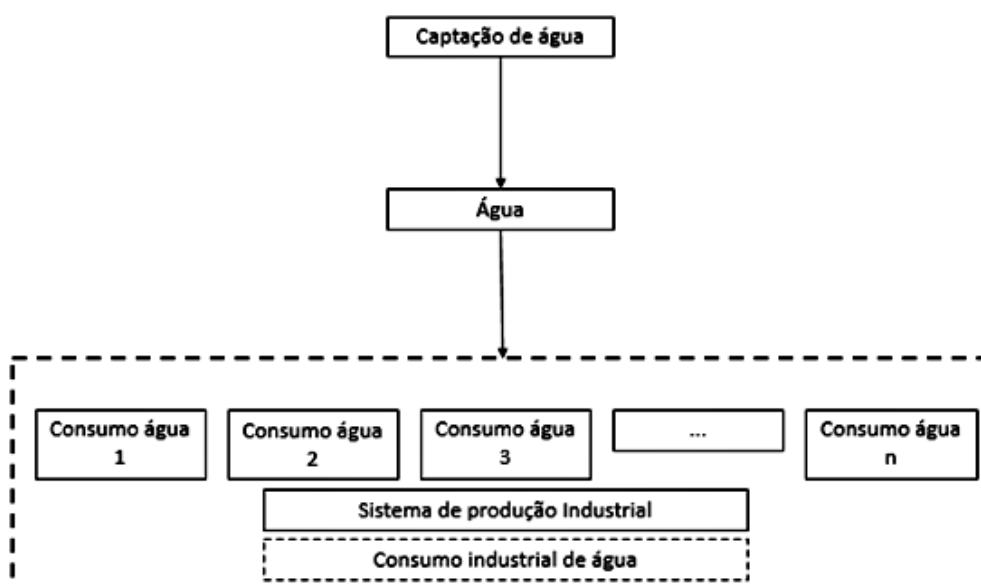 Captação de água
Água
Consumo água
1
Consumo água
2
Consumo água
3
...
Consumo água
n
Sistema de produção Industrial
Consumo industrial de água